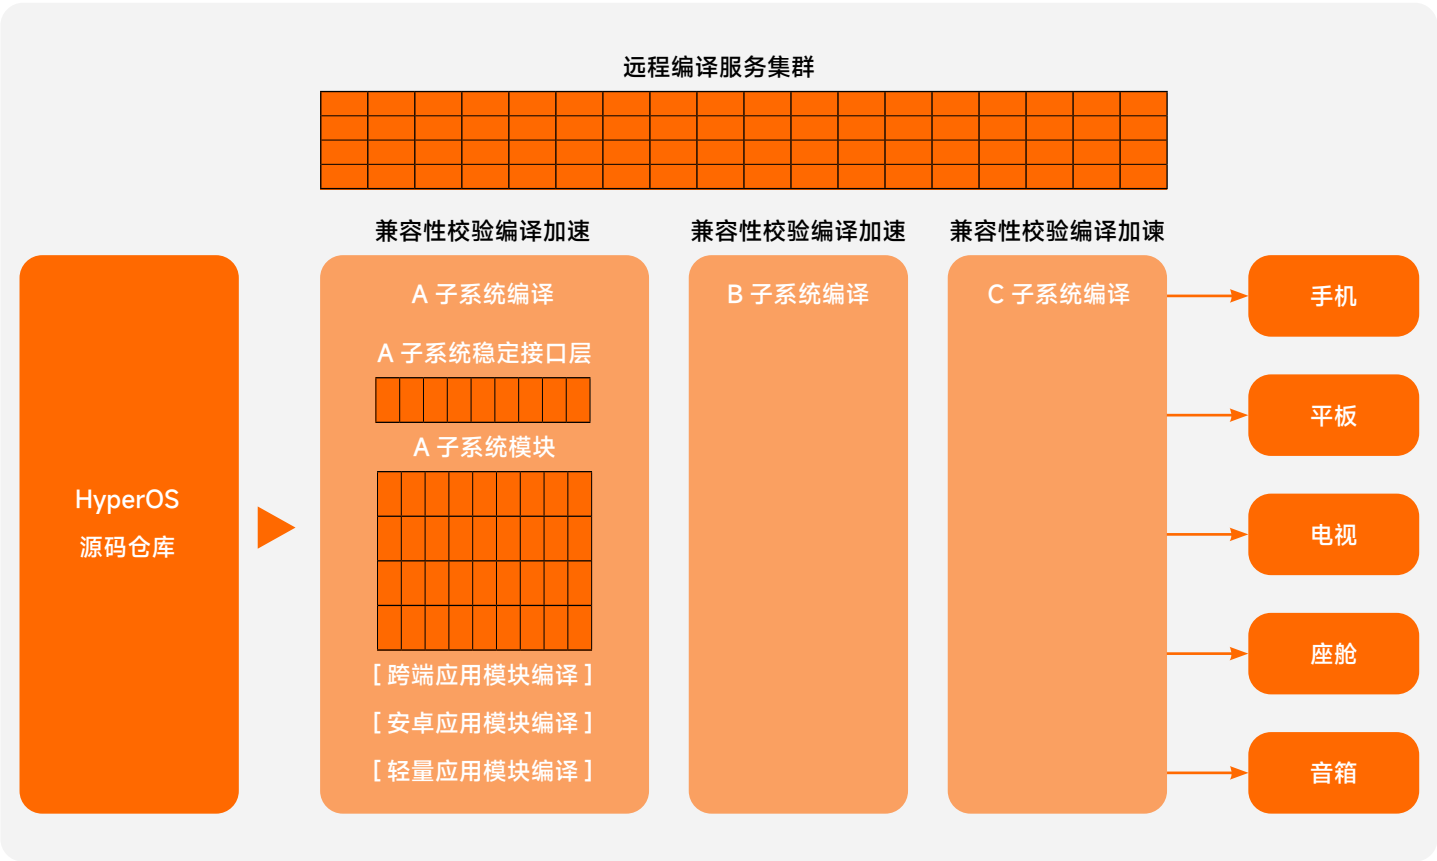 远程编译服务集群
兼容性校验编译加速
兼容性校验编译加速
兼容性校验编译加谏
HyperOS
源码仓库
A 子系统编译
A 子系统稳定接口层
A 子系统模块
[ 跨端应用模块编译 ]
[ 安卓应用模块编译 ]
[ 轻量应用模块编译 ]
B 子系统编译
C 子系统编译
手机
平板
电视
座舱
音箱